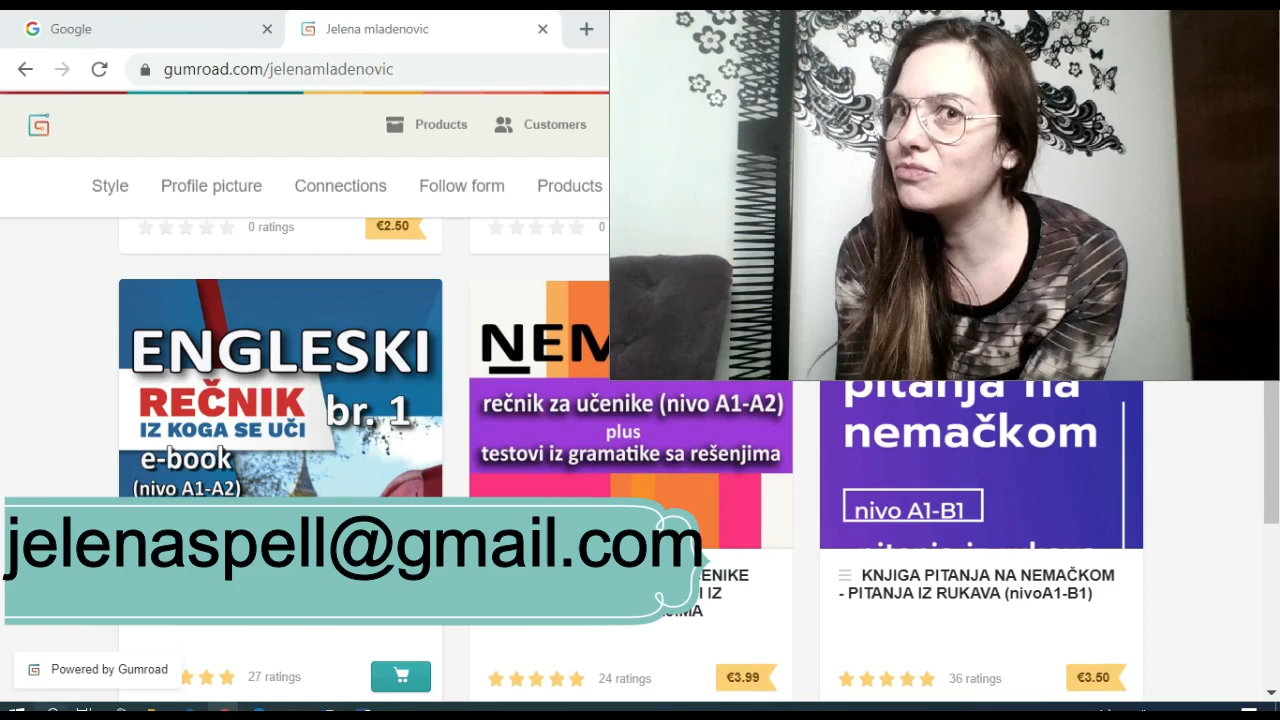 Google
Jelena mladenovic
gumroad.com/jelenamladenovic
Products
Customers
Style
Profile picture
Connections
Follow form
Products
0 ratings
€2.50
0
ENGLESKI
REČNIK
br. 1
IZ KOGA SE UČI
e-book
(nivo A1-A2)
rečnik za učenike (nivo A1-A2)
plus
testovi iz gramatike sa rešenjima
pitanja na
nemačkom
nivo A1-B1
jelenaspell@gmail.com
KNJIGA PITANJA NA NEMAČKOM
- PITANJA IZ RUKAVA (nivoA1-B1)
Powered by Gumroad
27 ratings
24 ratings
€3.99
36 ratings
€3.50